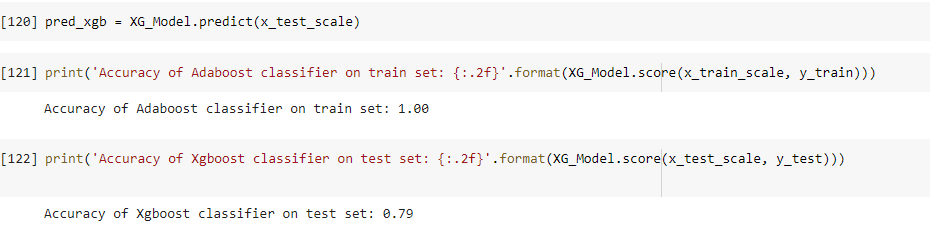 [120] pred_xgb = XG_Model.predict(x_test_scale)
[121] print('Accuracy of Adaboost classifier on train set: {:.2f}'.format(XG_Model.score(x_train_scale, y_train)))
Accuracy of Adaboost classifier on train set: 1.00
[122] print('Accuracy of Xgboost classifier on test set: {:.2f}'.format(XG_Model.score(x_test_scale, y_test)))
Accuracy of Xgboost classifier on test set: 0.79